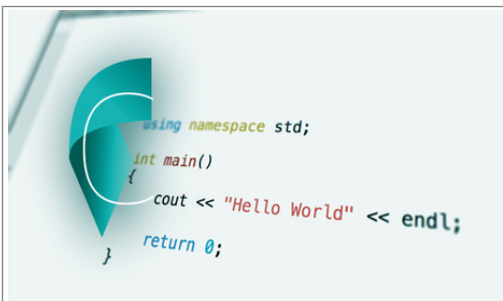 C
using namespace std;
int main()
{
cout << "Hello World" << endl;
return 0;
}